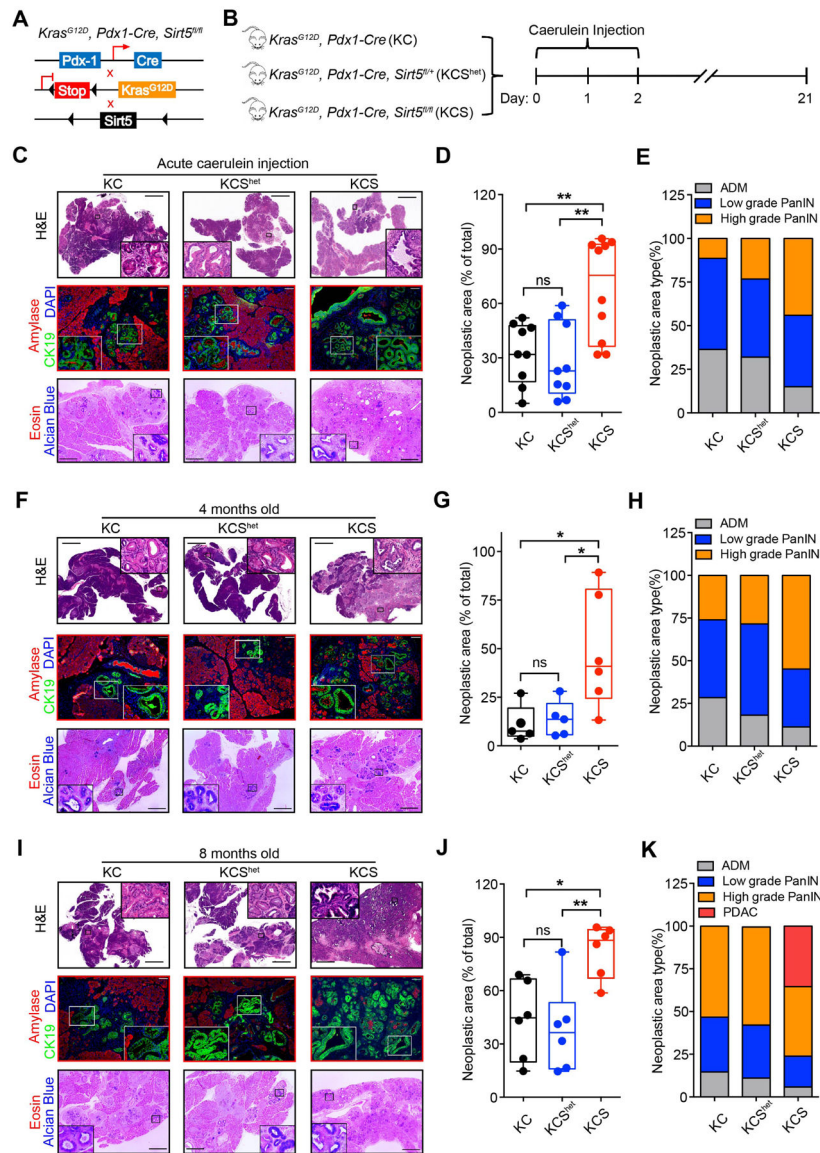 A
Kras^G12D, Pdx1-Cre, Sirt5^fl/fl
Pdx-1
Cre
x
Stop
Kras^G12D
x
Sirt5
B
Kras^G12D, Pdx1-Cre (KC)
Kras^G12D, Pdx1-Cre, Sirt5^fl/+ (KCS^het)
Kras^G12D, Pdx1-Cre, Sirt5^fl/fl (KCS)
Caerulein Injection
Day: 0 1 2 21
C
Acute caerulein injection
KC KCS^het KCS
H&E
Amylase DAPI
CK19
Eosin
Alcian Blue
D
Neoplastic area (% of total)
120
90
60
30
0
**
**
ns
KC KCS^het KCS
E
ADM
Low grade PanIN
High grade PanIN
Neoplastic area type(%)
125
100
75
50
25
0
KC KCS^het KCS
F
4 months old
KC KCS^het KCS
H&E
Amylase DAPI
CK19
Eosin
Alcian Blue
G
Neoplastic area (% of total)
100
75
50
25
0
*
*
ns
KC KCS^het KCS
H
ADM
Low grade PanIN
High grade PanIN
Neoplastic area type(%)
125
100
75
50
25
0
KC KCS^het KCS
I
8 months old
KC KCS^het KCS
H&E
Amylase DAPI
CK19
Eosin
Alcian Blue
J
Neoplastic area (% of total)
120
90
60
30
0
*
**
ns
KC KCS^het KCS
K
ADM
Low grade PanIN
High grade PanIN
PDAC
Neoplastic area type(%)
125
100
75
50
25
0
KC KCS^het KCS